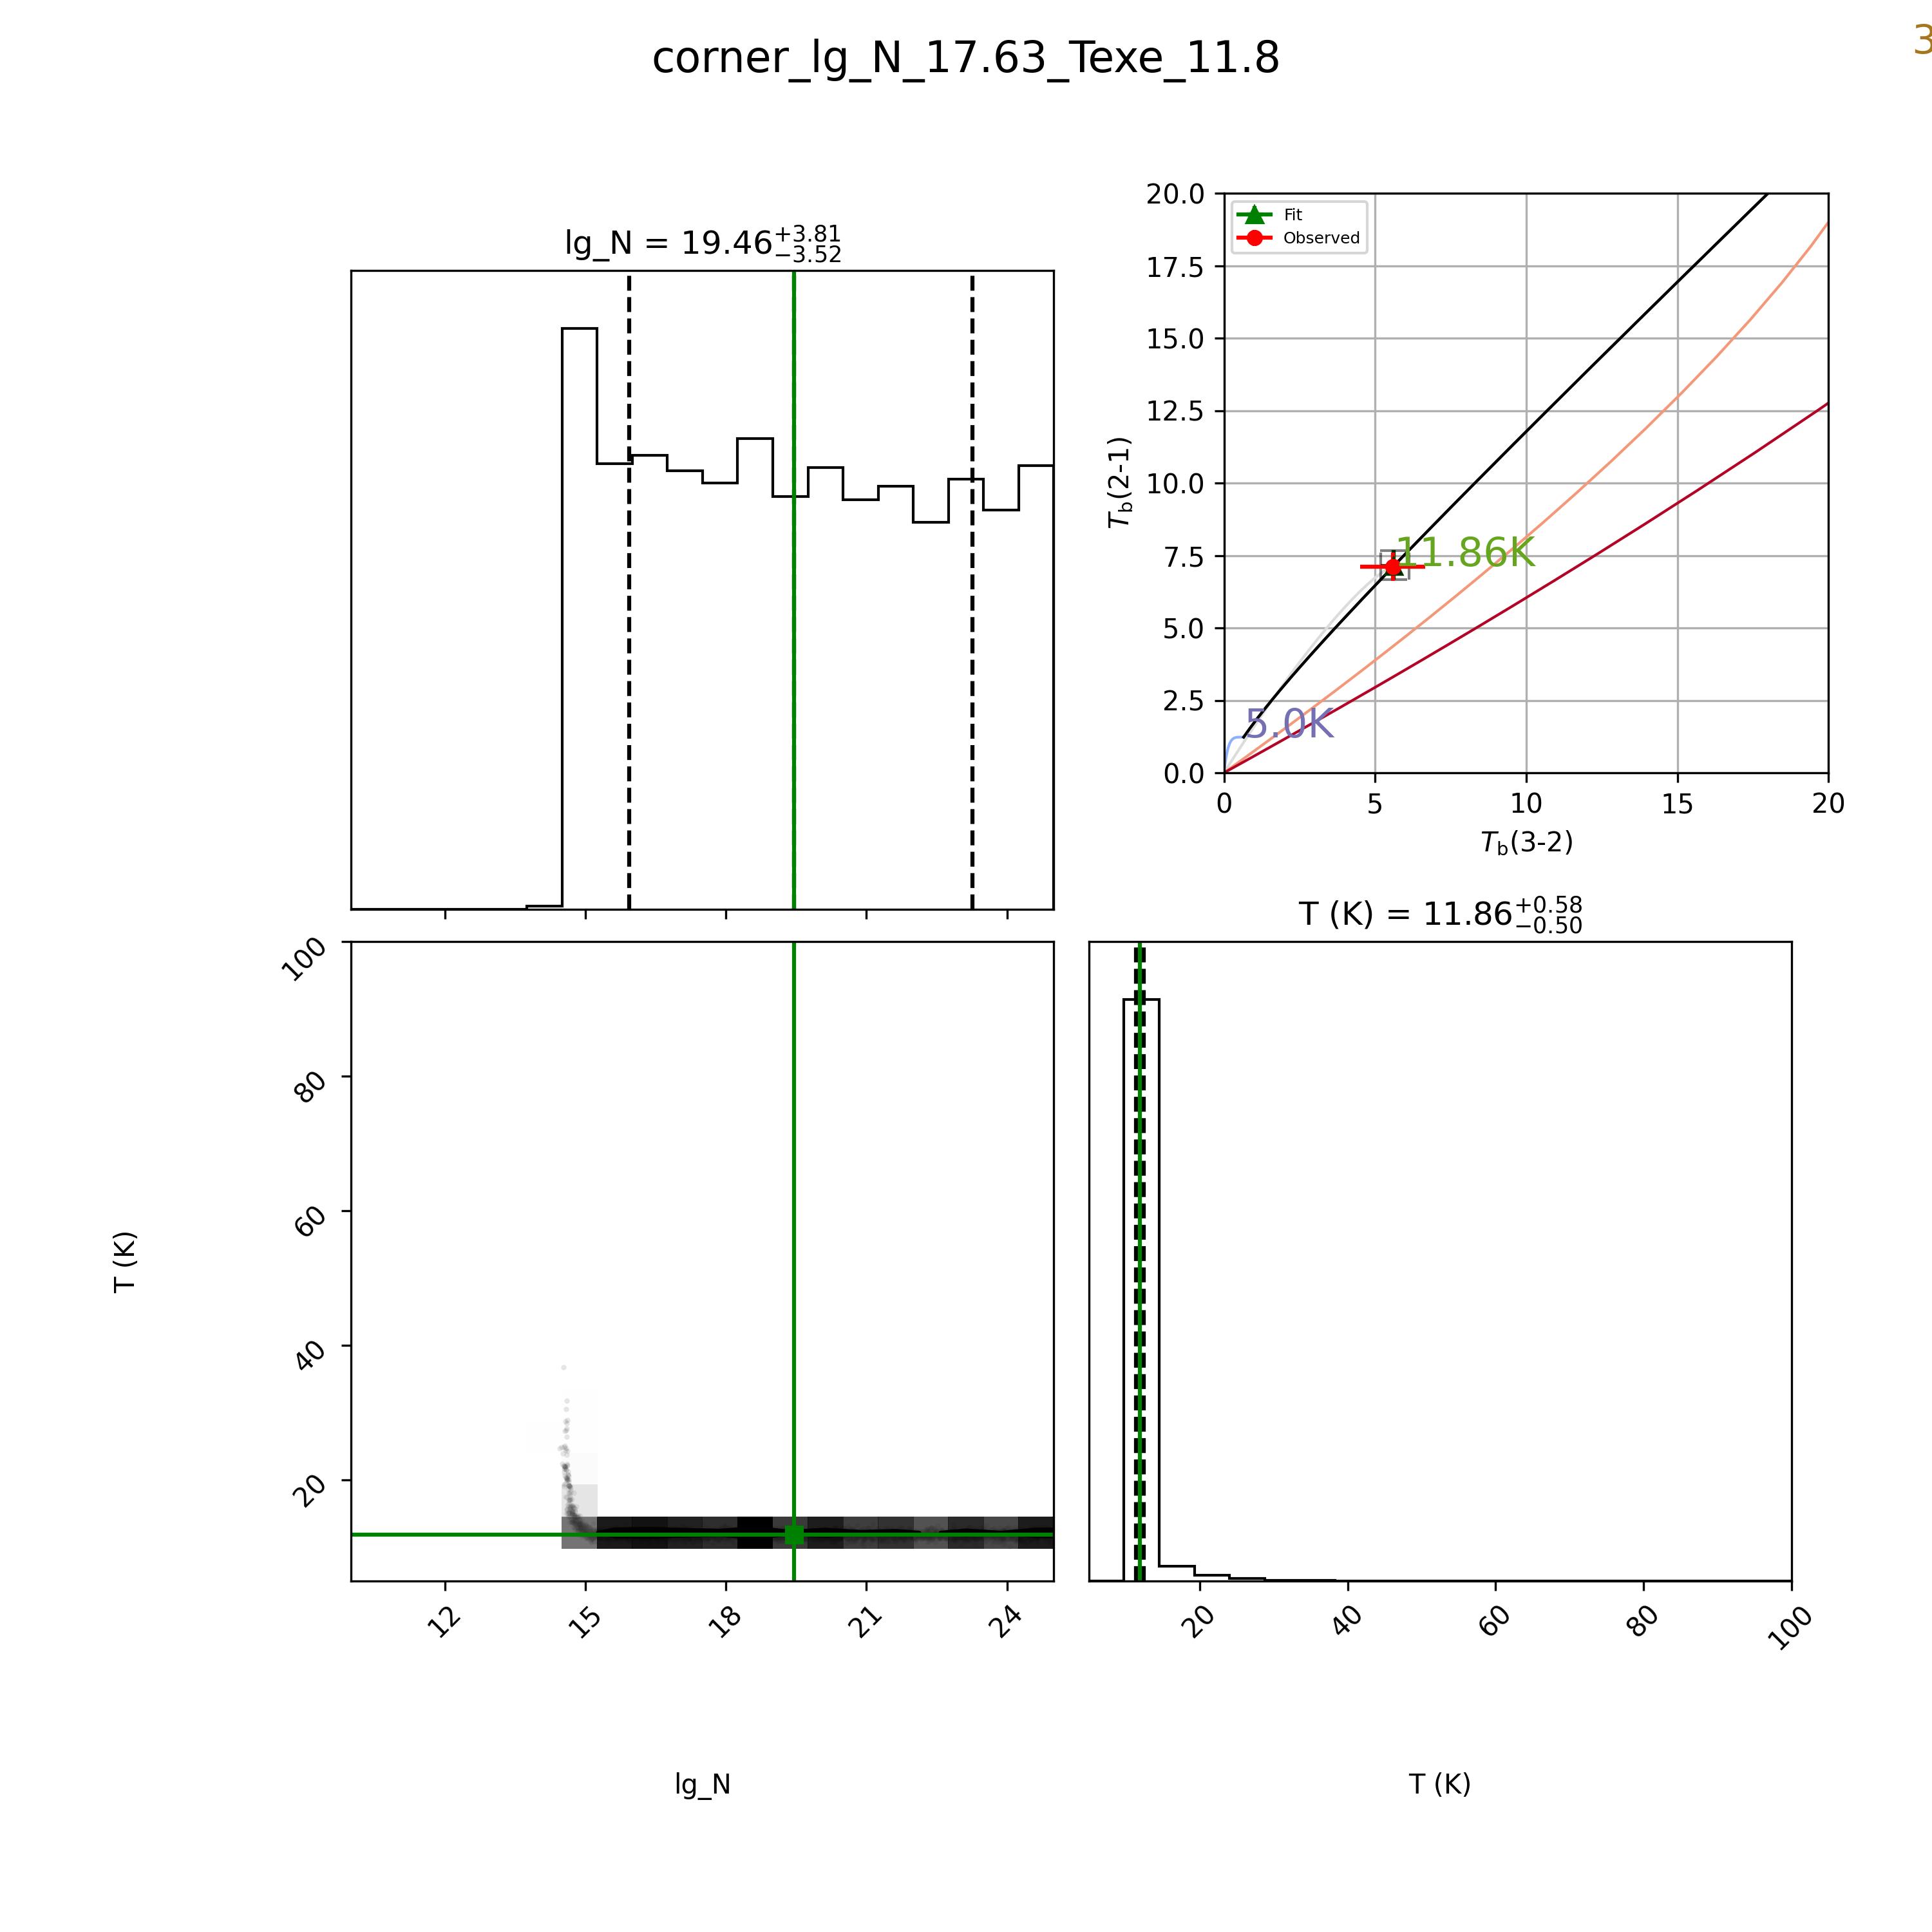 corner_lg_N_17.63_Texe_11.8
3
lg_N = 19.46+3.81−3.52
20.0
17.5
15.0
12.5
10.0
7.5
5.0
2.5
0.0
Tb(2-1)
Fit
Observed
11.86K
5.0K
0 5 10 15 20
Tb(3-2)
T (K) = 11.86+0.58−0.50
100
80
60
40
20
T (K)
12 15 18 21 24
lg_N
20 40 60 80 100
T (K)